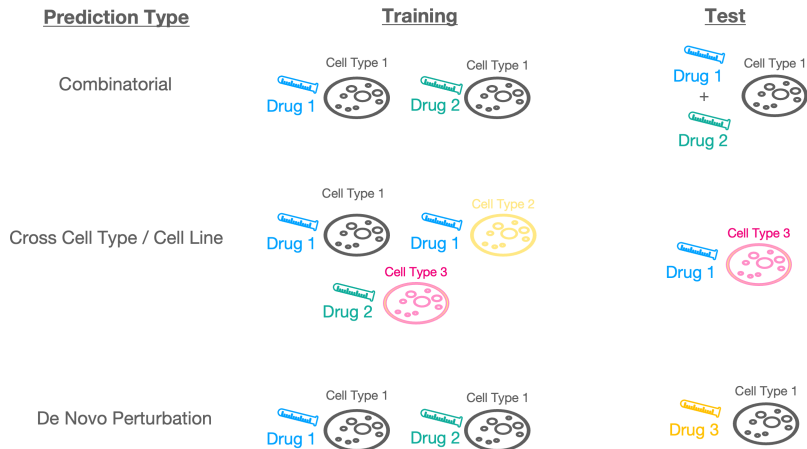 Prediction Type
Training
Test
Combinatorial
Cell Type 1
Drug 1
Cell Type 1
Drug 2
Cell Type 1
Drug 1
+
Drug 2
Cross Cell Type / Cell Line
Cell Type 1
Drug 1
Cell Type 2
Drug 1
Cell Type 3
Drug 2
Cell Type 3
Drug 1
De Novo Perturbation
Cell Type 1
Drug 1
Cell Type 1
Drug 2
Cell Type 1
Drug 3